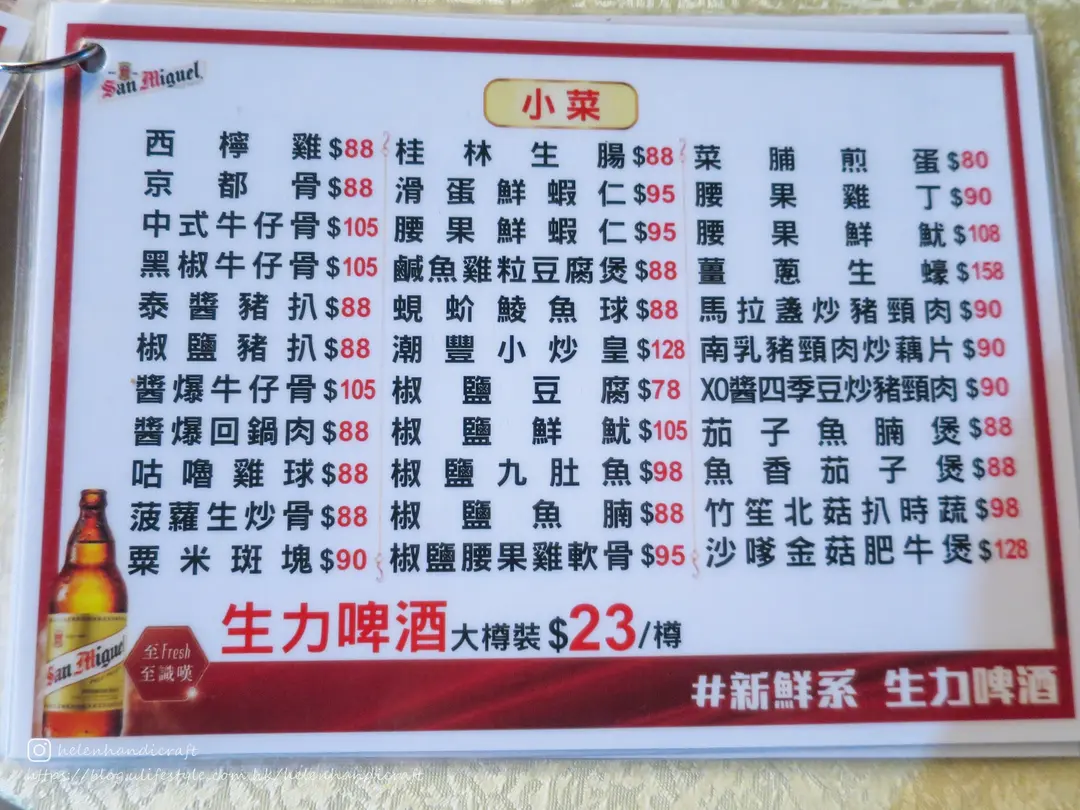 San Miguel
小菜
西檸雞$88
京都骨$88
中式牛仔骨$105
黑椒牛仔骨$105
泰醬豬扒$88
椒鹽豬扒$88
醬爆牛仔骨$105
醬爆回鍋肉$88
咕嚕雞球$88
菠蘿生炒骨$88
粟米斑塊$90
桂林生腸$88
滑蛋鮮蝦仁$95
腰果鮮蝦仁$95
鹹魚雞粒豆腐煲$88
蜆蚧鯪魚球$88
潮豐小炒皇$128
椒鹽豆腐$78
椒鹽鮮魷$105
椒鹽九肚魚$98
椒鹽魚腩$88
椒鹽腰果雞軟骨$95
菜脯煎蛋$80
腰果雞丁$90
腰果鮮魷$108
薑蔥生蠔$158
馬拉盞炒豬頸肉$90
南乳豬頸肉炒藕片$90
XO醬四季豆炒豬頸肉$90
茄子魚腩煲$88
魚香茄子煲$88
竹笙北菇扒時蔬$98
沙嗲金菇肥牛煲$128
生力啤酒大樽裝$23/樽
San Miguel
至Fresh
至識嘆
#新鮮系 生力啤酒
helenhandicraft
https://blog.ulifestyle.com.hk/helenhandicraft